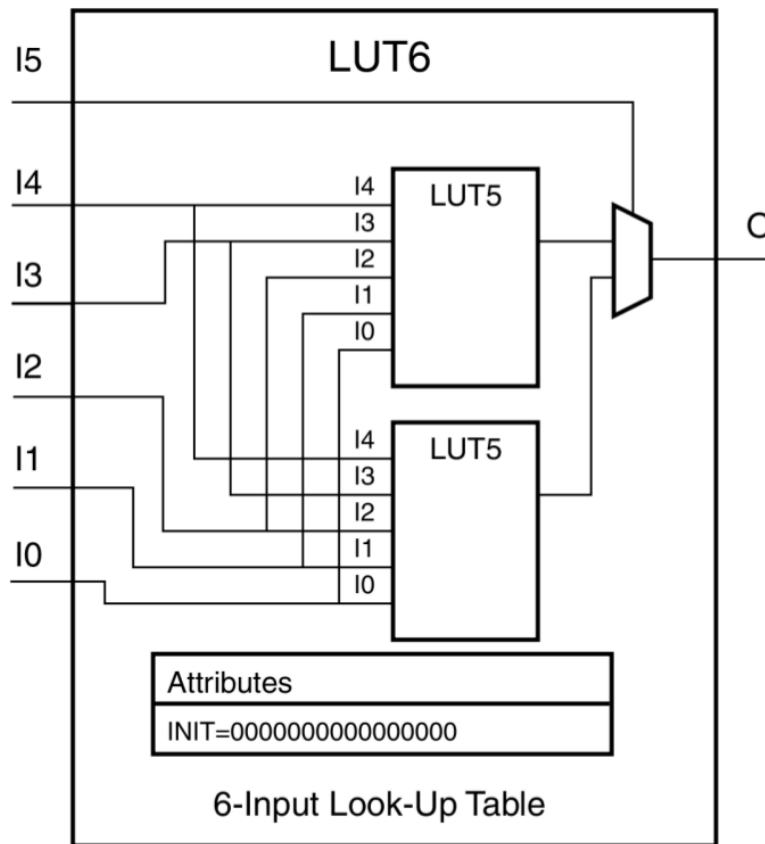 LUT6
I5
I4
I3
I2
I1
I0
I4
I3
I2
I1
I0
LUT5
I4
I3
I2
I1
I0
LUT5
O
Attributes
INIT=0000000000000000
6-Input Look-Up Table